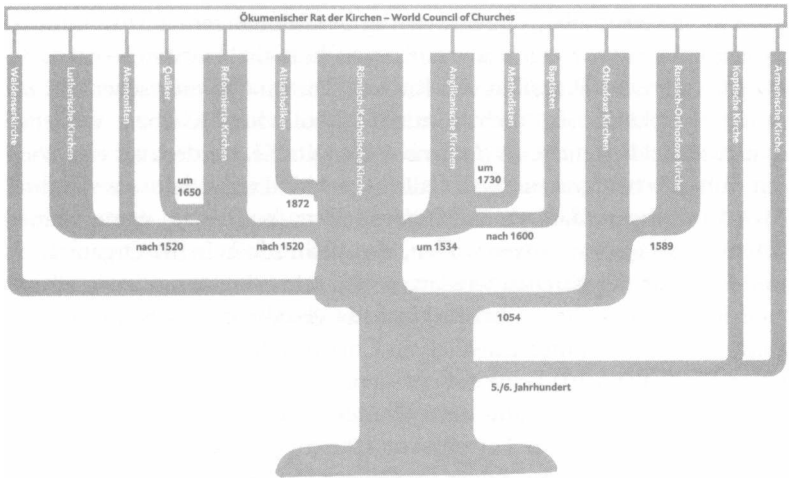 Ökumenischer Rat der Kirchen – World Council of Churches
Waldenserkirche
Lutherische Kirchen
Mennoniten
Quäker
Reformierte Kirchen
Altkatholiken
Römisch-Katholische Kirche
Anglikanische Kirchen
Methodisten
Baptisten
Othodoxe Kirchen
Russisch-Orthodoxe Kirche
Koptische Kirche
Armenische Kirche
um
1650
1872
um
1730
nach 1520
nach 1520
um 1534
nach 1600
1589
1054
5./6. Jahrhundert